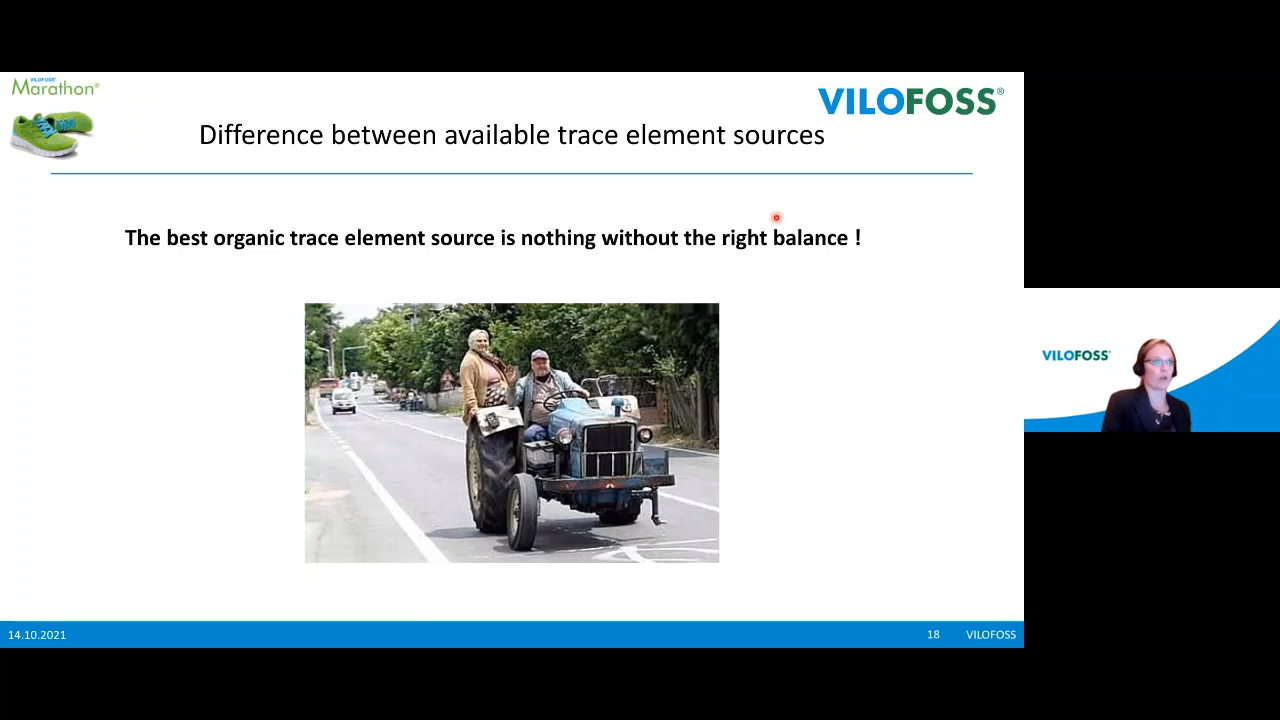 VILOFOSS®
Marathon®
VILOFOSS®
Difference between available trace element sources
The best organic trace element source is nothing without the right balance !
VILOFOSS®
14.10.2021
18
VILOFOSS